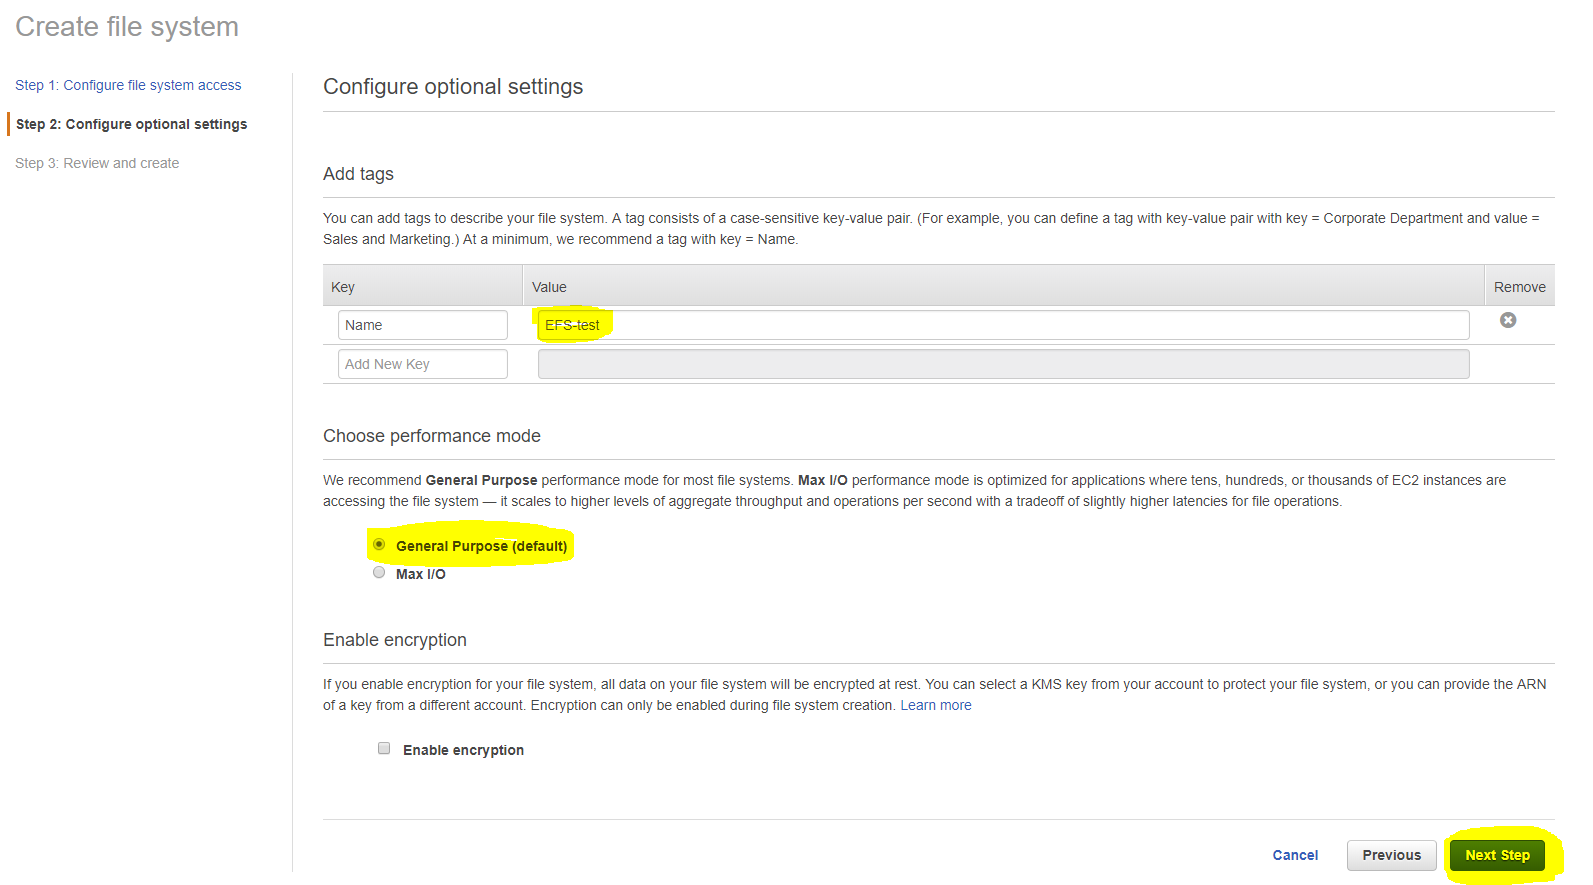 Create file system
Step 1: Configure file system access
Step 2: Configure optional settings
Step 3: Review and create
Configure optional settings
Add tags
You can add tags to describe your file system. A tag consists of a case-sensitive key-value pair. (For example, you can define a tag with key-value pair with key = Corporate Department and value =
Sales and Marketing.) At a minimum, we recommend a tag with key = Name.
Key Value Remove
Name EFS-test
Add New Key
Choose performance mode
We recommend General Purpose performance mode for most file systems. Max I/O performance mode is optimized for applications where tens, hundreds, or thousands of EC2 instances are
accessing the file system — it scales to higher levels of aggregate throughput and operations per second with a tradeoff of slightly higher latencies for file operations.
General Purpose (default)
Max I/O
Enable encryption
If you enable encryption for your file system, all data on your file system will be encrypted at rest. You can select a KMS key from your account to protect your file system, or you can provide the ARN
of a key from a different account. Encryption can only be enabled during file system creation. Learn more
Enable encryption
Cancel Previous Next Step